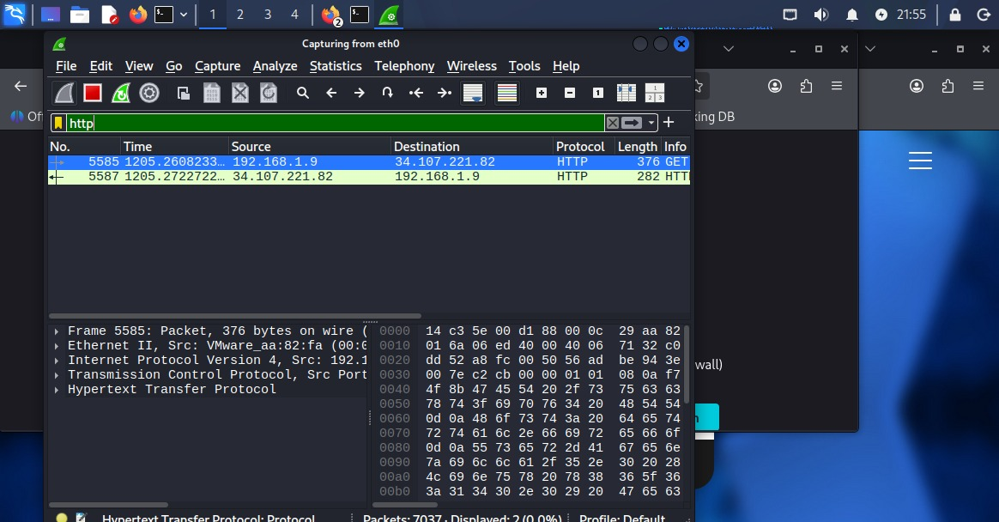 1 2 3 4 2 21:55
Capturing from eth0
File Edit View Go Capture Analyze Statistics Telephony Wireless Tools Help
http
Off
king DB
No. Time Source Destination Protocol Length Info
5585 1205.2608233… 192.168.1.9 34.107.221.82 HTTP 376 GET
5587 1205.2722722… 34.107.221.82 192.168.1.9 HTTP 282 HTT
Frame 5585: Packet, 376 bytes on wire (
Ethernet II, Src: VMware_aa:82:fa (00:0
Internet Protocol Version 4, Src: 192.1
Transmission Control Protocol, Src Port
Hypertext Transfer Protocol
0000 14 c3 5e 00 d1 88 00 0c 29 aa 82
0010 01 6a 06 ed 40 00 40 06 71 32 c0
0020 dd 52 a8 fc 00 50 56 ad be 94 3e
0030 00 7e c2 cb 00 00 01 01 08 0a f7
0040 4f 8b 47 45 54 20 2f 73 75 63 63
0050 78 74 3f 69 70 76 34 20 48 54 54
0060 0d 0a 48 6f 73 74 3a 20 64 65 74
0070 72 74 61 6c 2e 66 69 72 65 66 6f
0080 0d 0a 55 73 65 72 2d 41 67 65 6e
0090 7a 69 6c 6c 61 2f 35 2e 30 20 28
00a0 4c 69 6e 75 78 20 78 38 36 5f 36
00b0 3a 31 34 30 2e 30 29 20 47 65 63
wall)
n
Hypertext Transfer Protocol: Protocol Packets: 7037 · Displayed: 2 (0.0%) Profile: Default